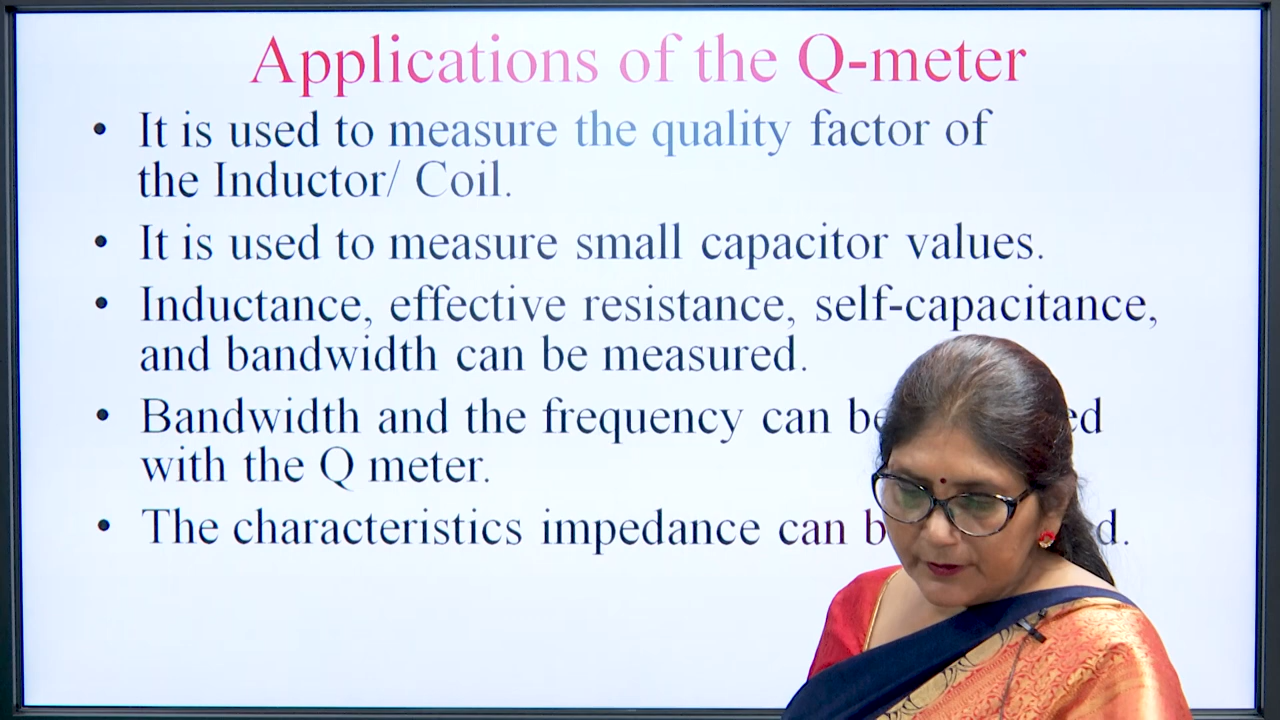 Applications of the Q-meter
• It is used to measure the quality factor of
the Inductor/ Coil.
• It is used to measure small capacitor values.
• Inductance, effective resistance, self-capacitance,
and bandwidth can be measured.
• Bandwidth and the frequency can
with the Q meter.
• The characteristics impedance can